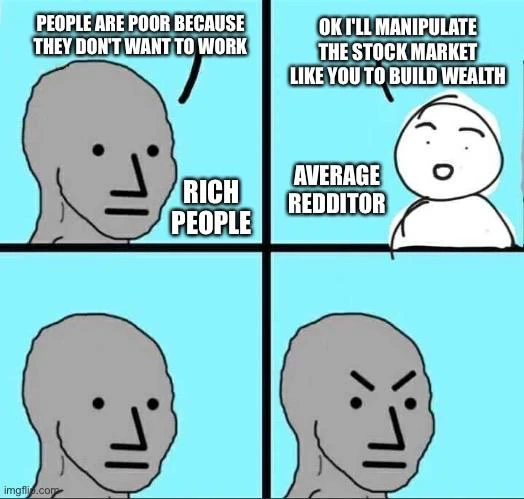 PEOPLE ARE POOR BECAUSE
THEY DON'T WANT TO WORK
RICH
PEOPLE
OK I'LL MANIPULATE
THE STOCK MARKET
LIKE YOU TO BUILD WEALTH
AVERAGE
REDDITOR
imgflip.com